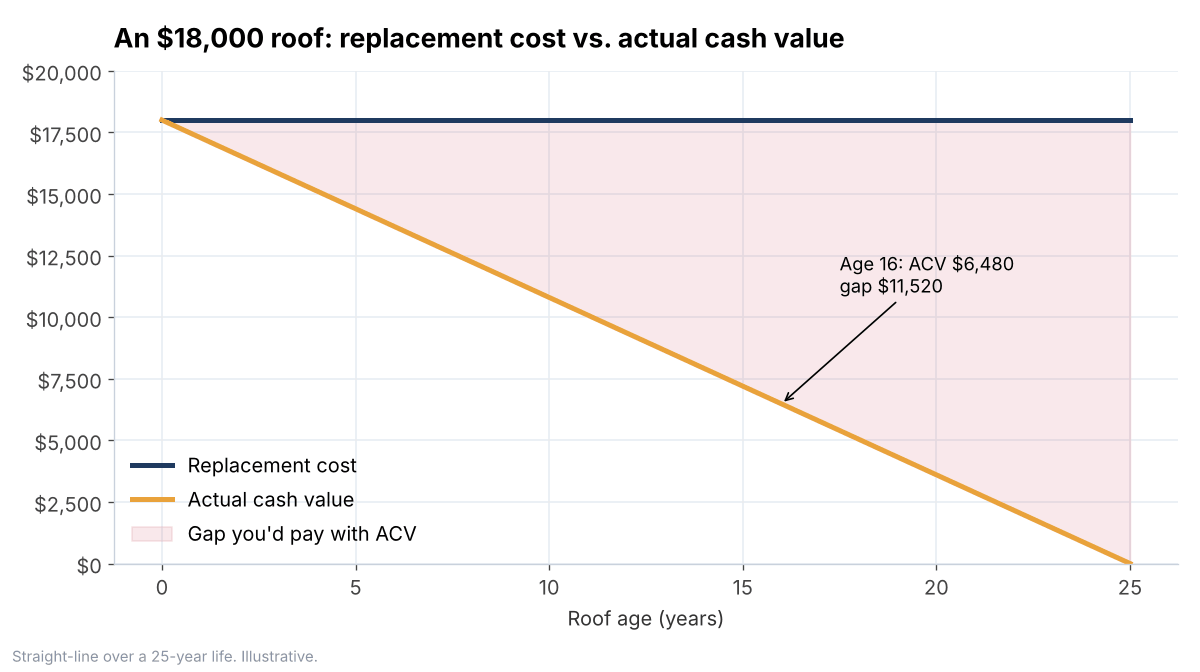 An $18,000 roof: replacement cost vs. actual cash value
$20,000
$17,500
$15,000
$12,500
$10,000
$7,500
$5,000
$2,500
$0
Age 16: ACV $6,480
gap $11,520
Replacement cost
Actual cash value
Gap you'd pay with ACV
0 5 10 15 20 25
Roof age (years)
Straight-line over a 25-year life. Illustrative.